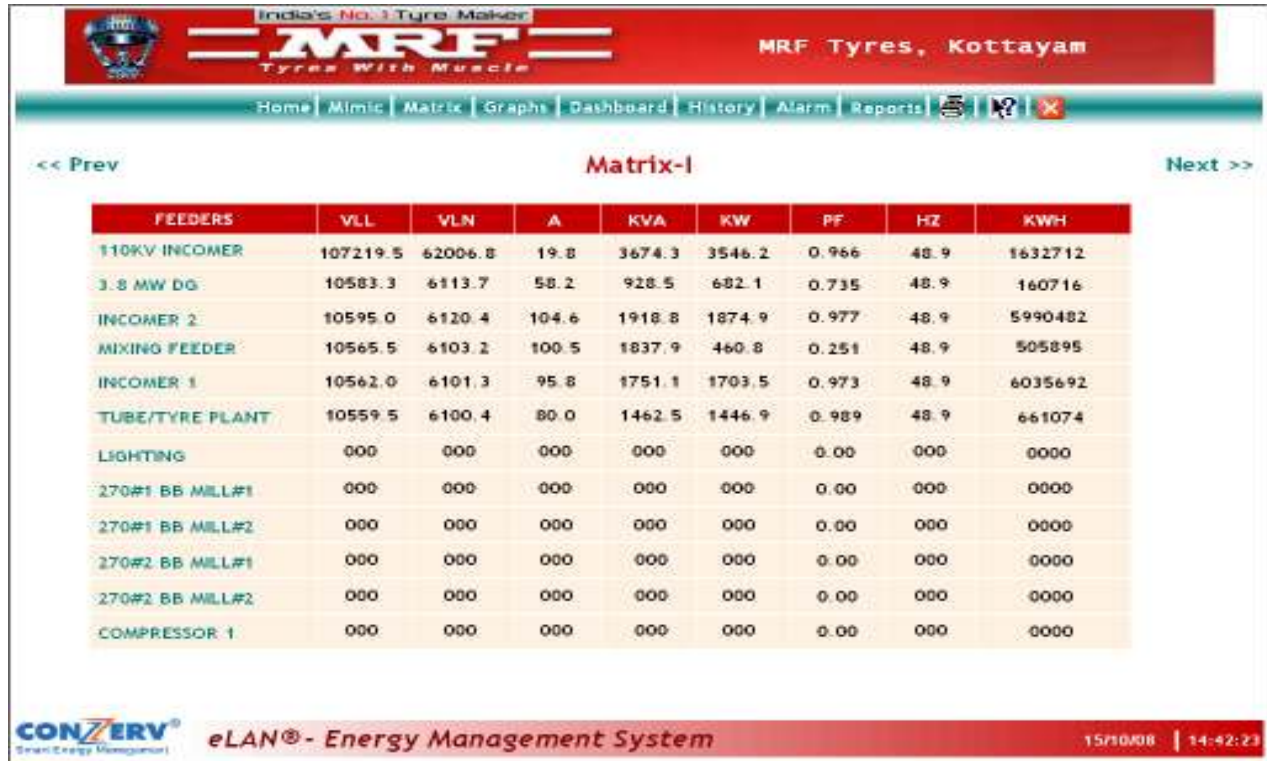 India's No. 1 Tyre Maker
MRF
Tyres With Muscle
MRF Tyres, Kottayam
Home | Mimic | Matrix | Graphs | Dashboard | History | Alarm | Reports
<< Prev
Matrix-I
Next >>
FEEDERS VLL VLN A KVA KW PF HZ KWH
110KV INCOMER 107219.5 62006.8 19.8 3674.3 3546.2 0.966 48.9 1632712
3.8 MW DG 10583.3 6113.7 58.2 928.5 682.1 0.735 48.9 160716
INCOMER 2 10595.0 6120.4 104.6 1918.8 1874.9 0.977 48.9 5990482
MIXING FEEDER 10565.5 6103.2 100.5 1837.9 460.8 0.251 48.9 505895
INCOMER 1 10562.0 6101.3 95.8 1751.1 1703.5 0.973 48.9 6035692
TUBE/TYRE PLANT 10559.5 6100.4 80.0 1462.5 1446.9 0.989 48.9 661074
LIGHTING 000 000 000 000 000 0.00 000 0000
270#1 BB MILL#1 000 000 000 000 000 0.00 000 0000
270#1 BB MILL#2 000 000 000 000 000 0.00 000 0000
270#2 BB MILL#1 000 000 000 000 000 0.00 000 0000
270#2 BB MILL#2 000 000 000 000 000 0.00 000 0000
COMPRESSOR 1 000 000 000 000 000 0.00 000 0000
CONZERV®
Smart Energy Management
eLAN®- Energy Management System
15/10/08 | 14:42:23